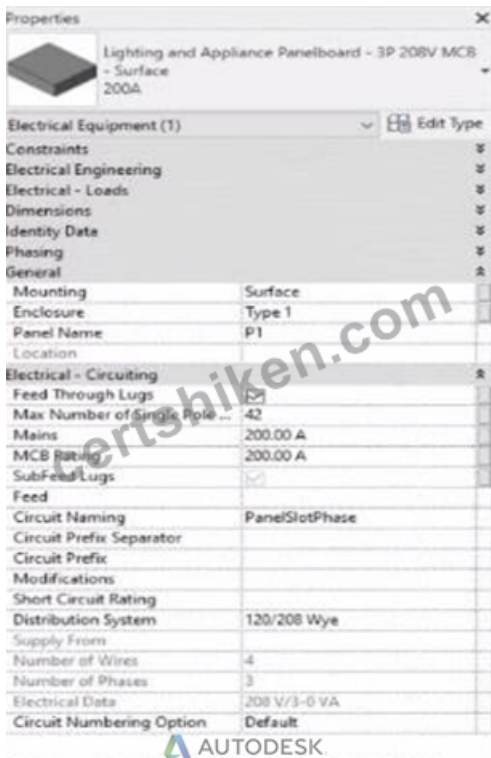 Properties
Lighting and Appliance Panelboard - 3P 208V MCB
- Surface
200A
Electrical Equipment (1)
Edit Type
Constraints
Electrical Engineering
Electrical - Loads
Dimensions
Identity Data
Phasing
General
Mounting Surface
Enclosure Type 1
Panel Name P1
Location
Electrical - Circuiting
Feed Through Lugs
Max Number of Single Pole ... 42
Mains 200.00 A
MCB Rating 200.00 A
SubFeed Lugs
Feed
Circuit Naming PanelSlotPhase
Circuit Prefix Separator
Circuit Prefix
Modifications
Short Circuit Rating
Distribution System 120/208 Wye
Supply From
Number of Wires 4
Number of Phases 3
Electrical Data 208 V/3-0 VA
Circuit Numbering Option Default
AUTODESK
certshiken.com